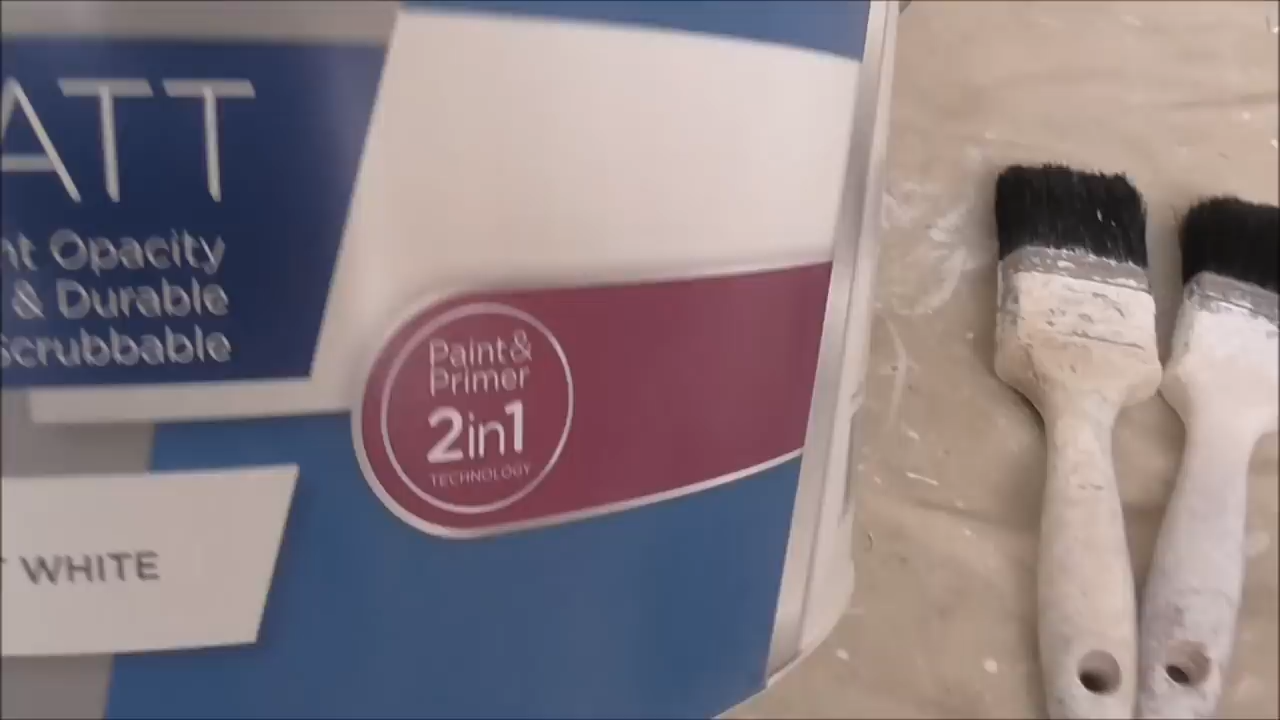 ATT
nt Opacity
& Durable
Scrubbable
Paint&
Primer
2in1
TECHNOLOGY
WHITE